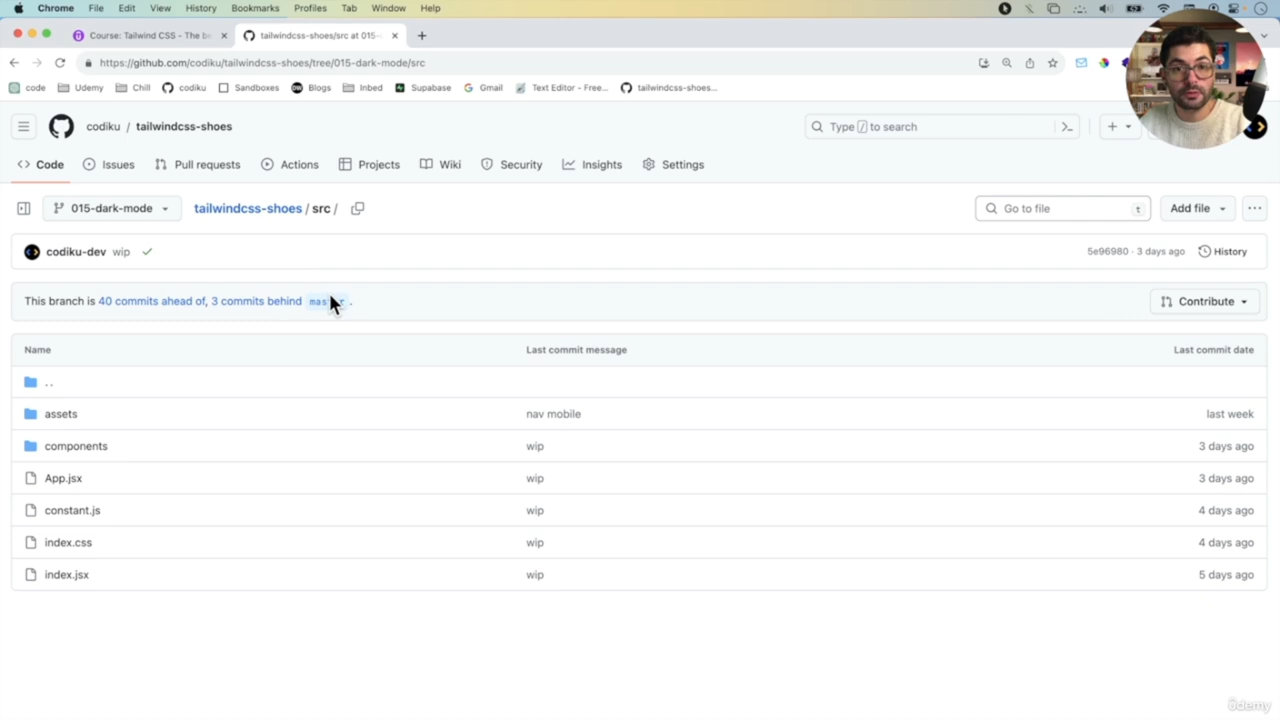 Chrome File Edit View History Bookmarks Profiles Tab Window Help
Course: Tailwind CSS - The b
tailwindcss-shoes/src at 015-
https://github.com/codiku/tailwindcss-shoes/tree/015-dark-mode/src
code Udemy Chill codiku Sandboxes Blogs Inbed Supabase Gmail Text Editor - Free... tailwindcss-shoes...
codiku / tailwindcss-shoes
Type / to search
Code Issues Pull requests Actions Projects Wiki Security Insights Settings
015-dark-mode
tailwindcss-shoes / src /
Go to file t
Add file
codiku-dev wip
5e96980 · 3 days ago
History
This branch is 40 commits ahead of, 3 commits behind .
Contribute
Name Last commit message Last commit date
..
assets nav mobile last week
components wip 3 days ago
App.jsx wip 3 days ago
constant.js wip 4 days ago
index.css wip 4 days ago
index.jsx wip 5 days ago
ûdemy